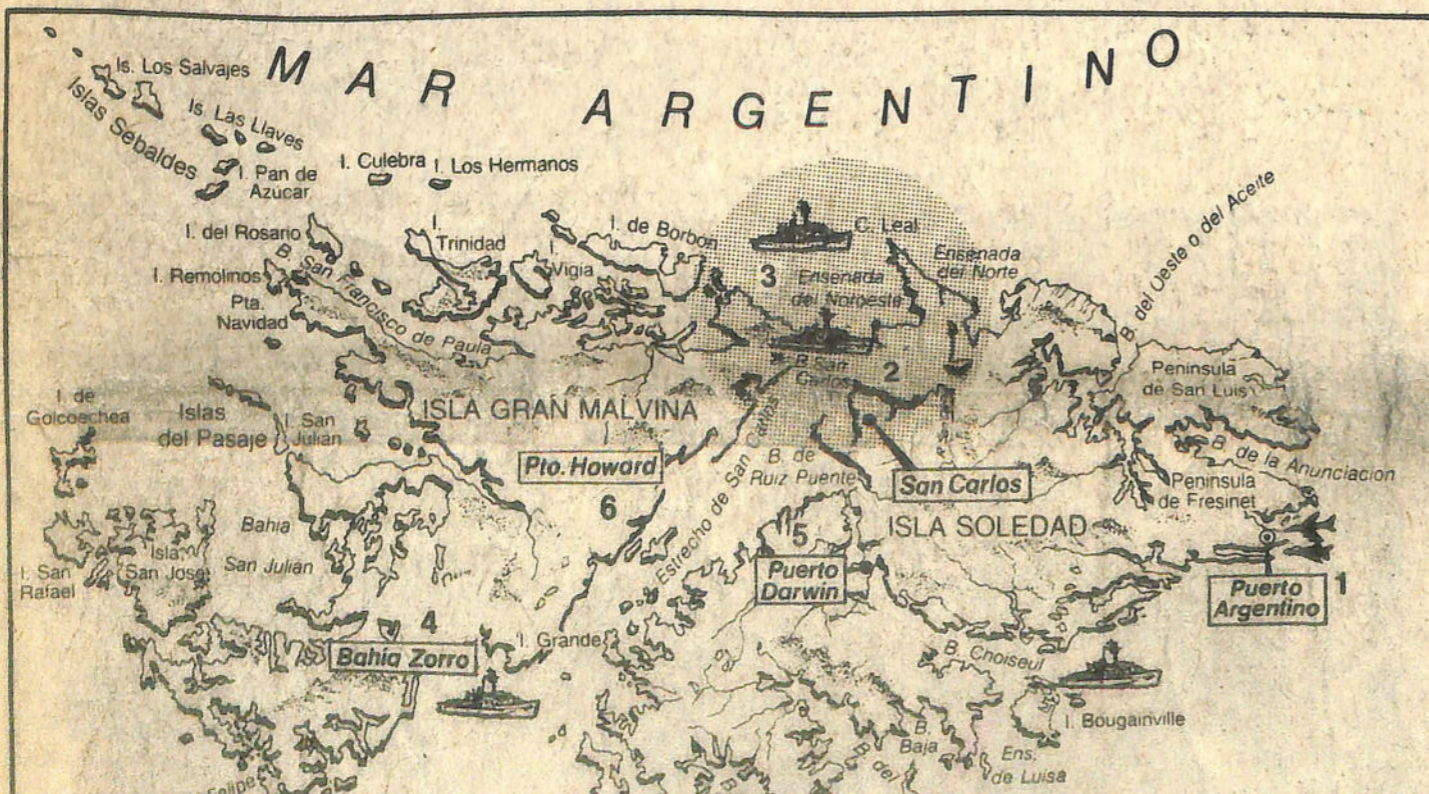 MAR ARGENTINO
Is. Los Salvajes
Islas Sebaldes
Is. Las Llaves
I. Pan de
Azúcar
I. Culebra
I. Los Hermanos
I. del Rosario
I.
Trinidad
I.
Vigia
I. de Borbon
C. Leal
3
Ensenada
del Noroeste
Ensenada
del Norte
B. del Oeste o del Aceite
I. Remolinos
B. San Francisco de Paula
Pta.
Navidad
R. San
Carlos
2
Peninsula
de San Luis
I. de
Goicoechea
Islas
del Pasaje
I. San
Julian
ISLA GRAN MALVINA
Pto. Howard
6
Estrecho de San Carlos
B. de
Ruiz Puente
San Carlos
B. de la Anunciacion
Peninsula
de Fresinet
ISLA SOLEDAD
5
Puerto
Darwin
Puerto
Argentino
1
Bahia
San Julian
I. San
Rafael
Isla
San Jose
4
Bahia Zorro
I. Grande
B. Choiseul
I. Bougainville
B.
Baja
Ens.
de Luisa
B. del
B.
Felipe